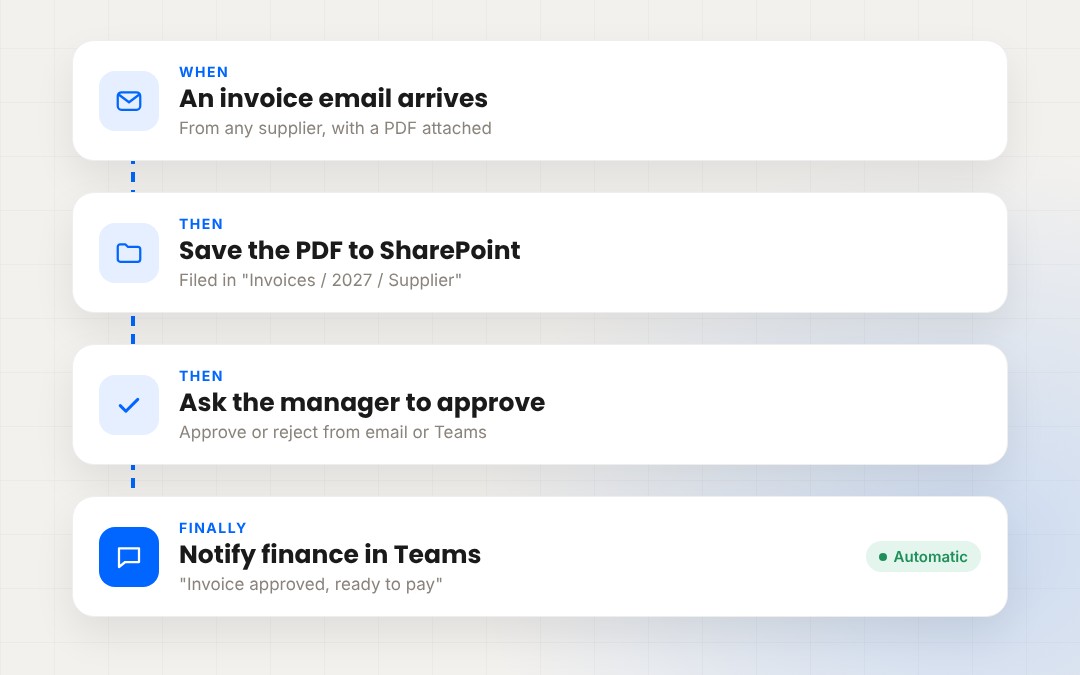 WHEN
An invoice email arrives
From any supplier, with a PDF attached
THEN
Save the PDF to SharePoint
Filed in "Invoices / 2027 / Supplier"
THEN
Ask the manager to approve
Approve or reject from email or Teams
FINALLY
Notify finance in Teams
"Invoice approved, ready to pay"
Automatic